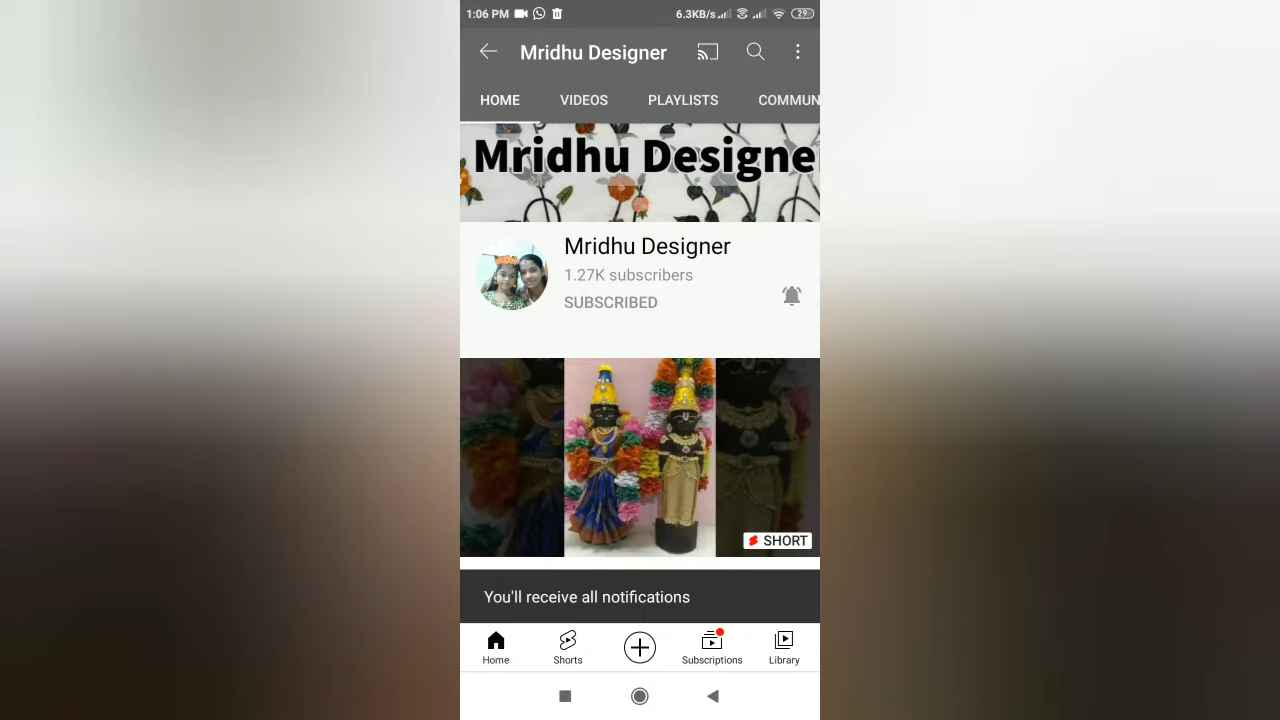 1:06 PM 6.3KB/s 29
Mridhu Designer
HOME VIDEOS PLAYLISTS COMMUN
Mridhu Designe
Mridhu Designer
1.27K subscribers
SUBSCRIBED
SHORT
You'll receive all notifications
Home Shorts Subscriptions Library